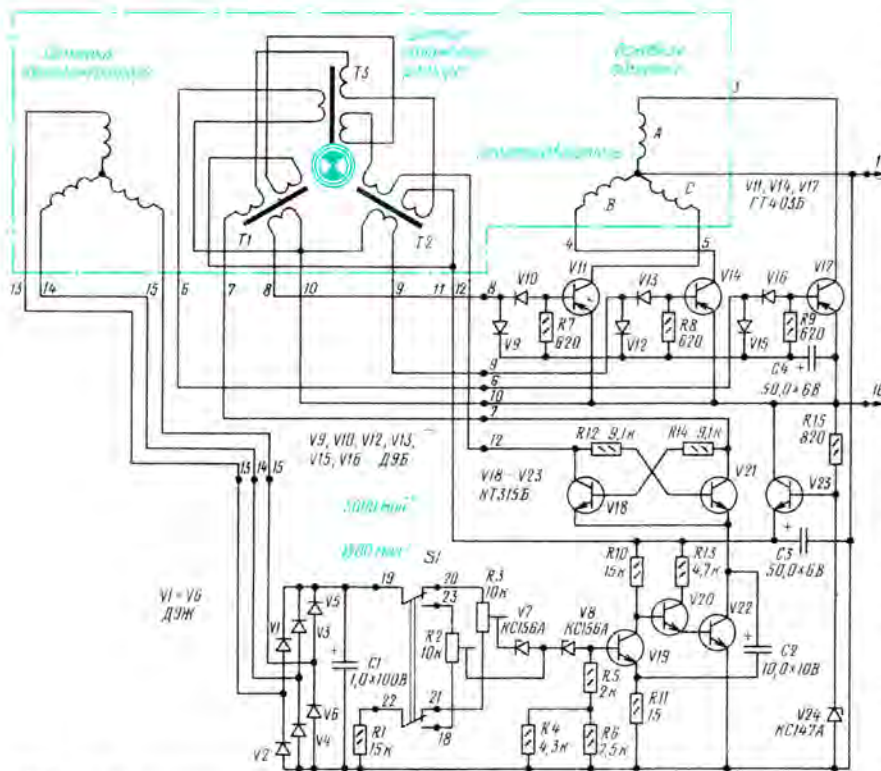 T3
3
A
B
C
V11, V14, V17
ГТ403Б
1
T1
T2
4
5
13
14
15
6
7
8
10
9
11
12
8
V10
V11
V13
V14
V16
V17
V9
R7
620
V12
R8
620
V15
R9
620
C4
+
50,0×6В
9
6
10
7
12
V9, V10, V12, V13,
V15, V16 Д9Б
R12 9,1к
R14 9,1к
R15
820
V18–V23
КТ315Б
V18
V21
V23
13
14
15
S1
+
C3
50,0×6В
V1÷V6
Д9Ж
V5
V1
V3
19
20
23
R3
10к
R2
10к
R10
15к
R13
4,7к
V20
V22
V7
КС156А
V8
КС156А
V19
+
C2
10,0×10В
+
C1
1,0×100В
V6
V4
V2
22
21
18
R1
15к
R5
2к
R4
4,3к
R6
R11
15
V24
КС147А